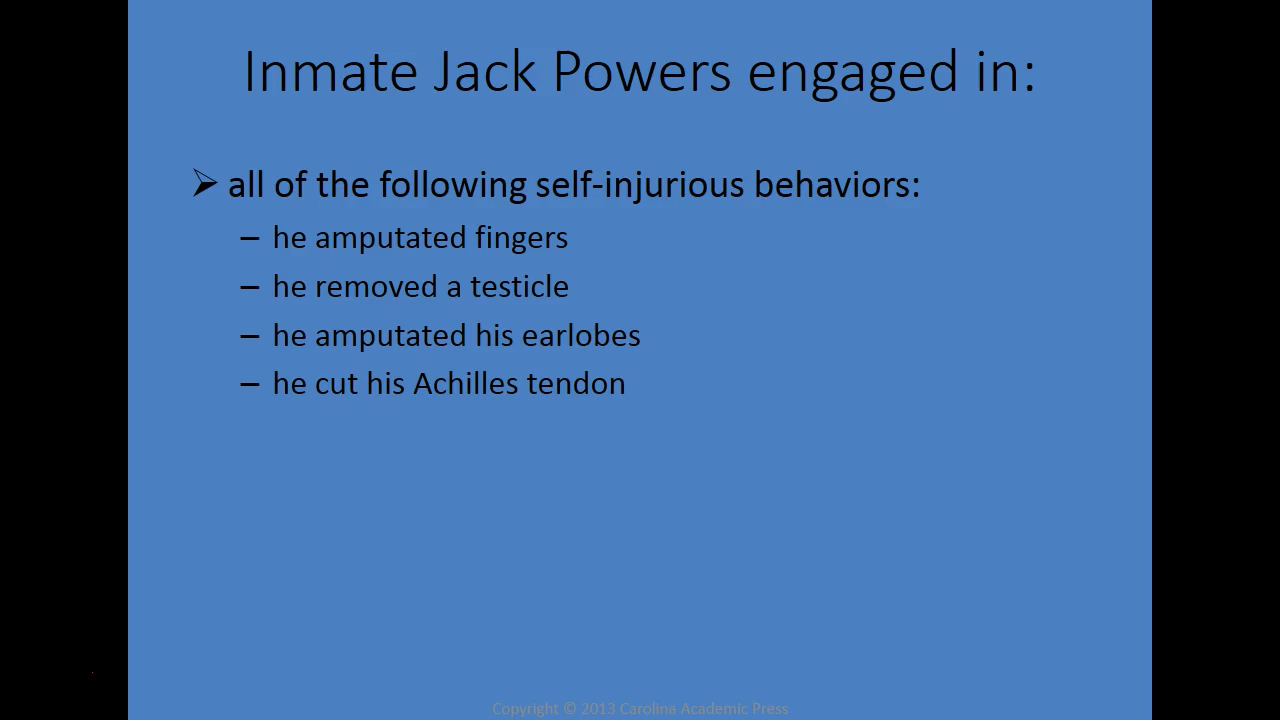 Inmate Jack Powers engaged in:
➢ all of the following self-injurious behaviors:
– he amputated fingers
– he removed a testicle
– he amputated his earlobes
– he cut his Achilles tendon
Copyright © 2013 Carolina Academic Press